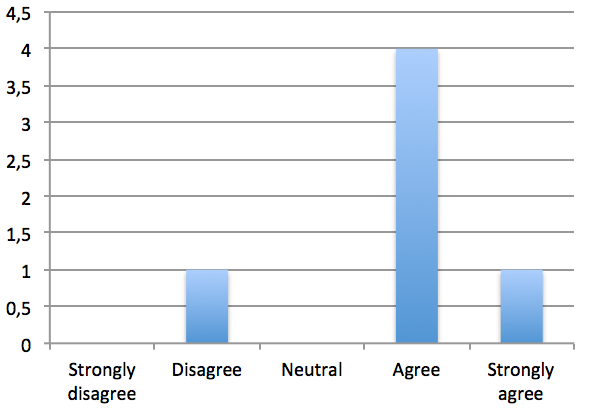 4,5
4
3,5
3
2,5
2
1,5
1
0,5
0
Strongly
disagree
Disagree
Neutral
Agree
Strongly
agree